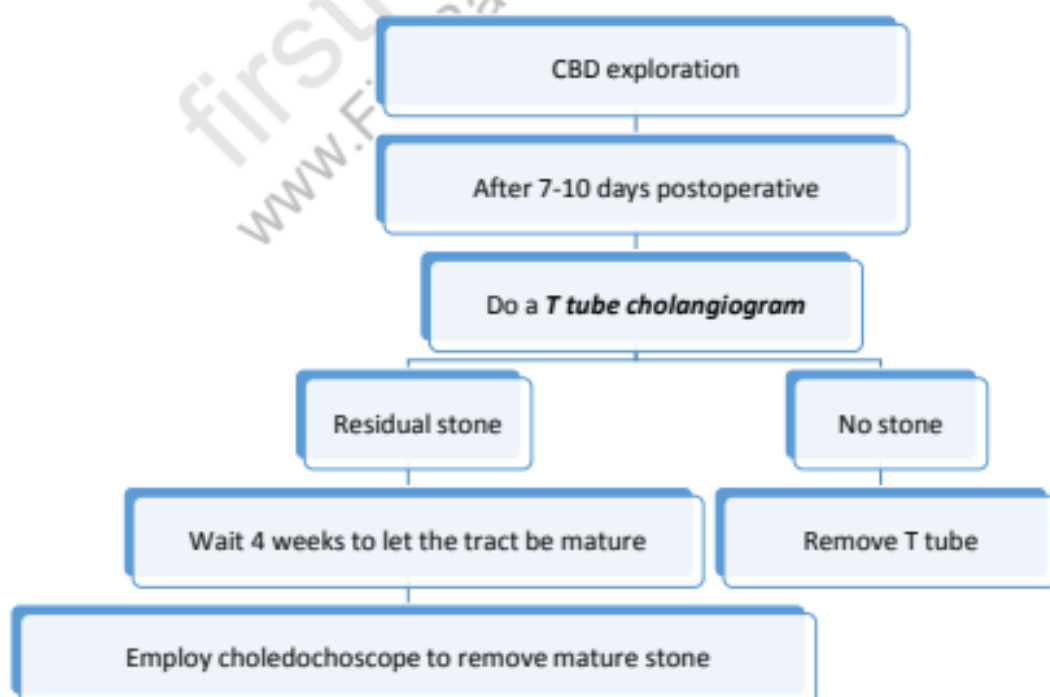 CBD exploration
After 7-10 days postoperative
Do a T tube cholangiogram
Residual stone
No stone
Wait 4 weeks to let the tract be mature
Remove T tube
Employ choledochoscope to remove mature stone